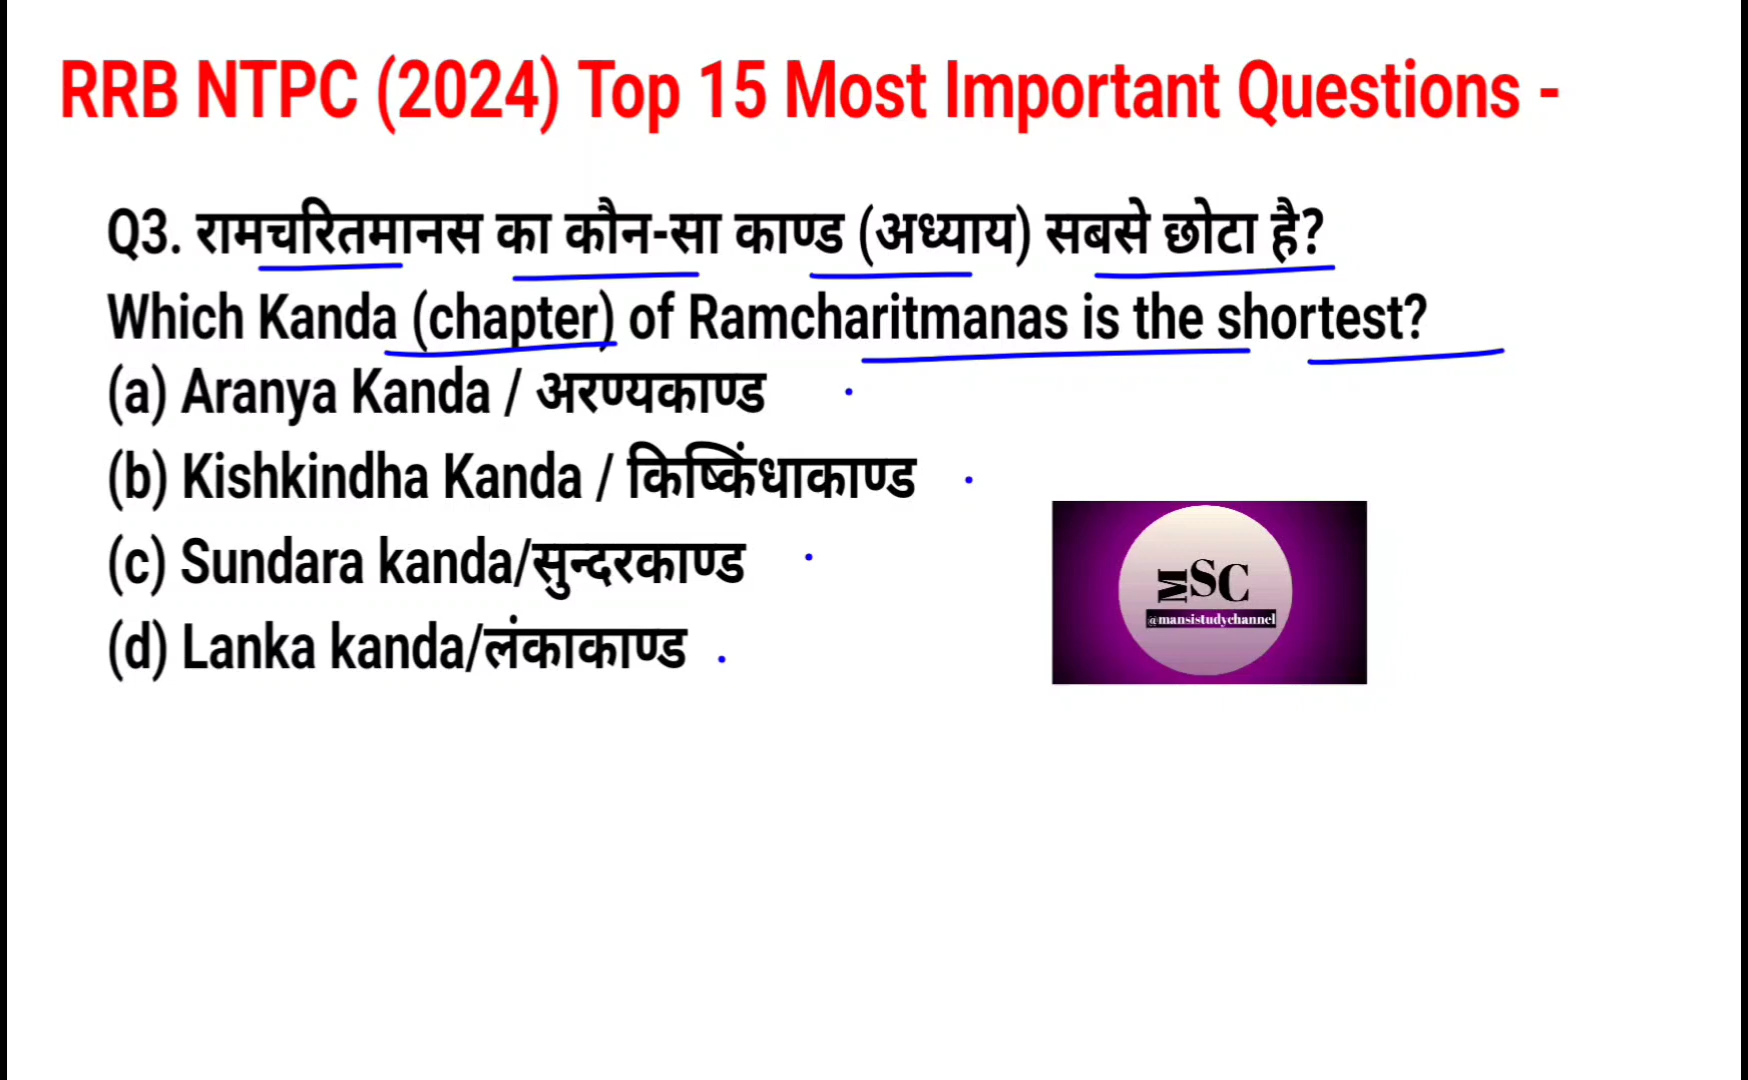 RRB NTPC (2024) Top 15 Most Important Questions -
Q3. रामचरितमानस का कौन-सा काण्ड (अध्याय) सबसे छोटा है?
Which Kanda (chapter) of Ramcharitmanas is the shortest?
(a) Aranya Kanda / अरण्यकाण्ड
(b) Kishkindha Kanda / किष्किंधाकाण्ड
(c) Sundara kanda/सुन्दरकाण्ड
(d) Lanka kanda/लंकाकाण्ड
MSC
@mansistudychannel